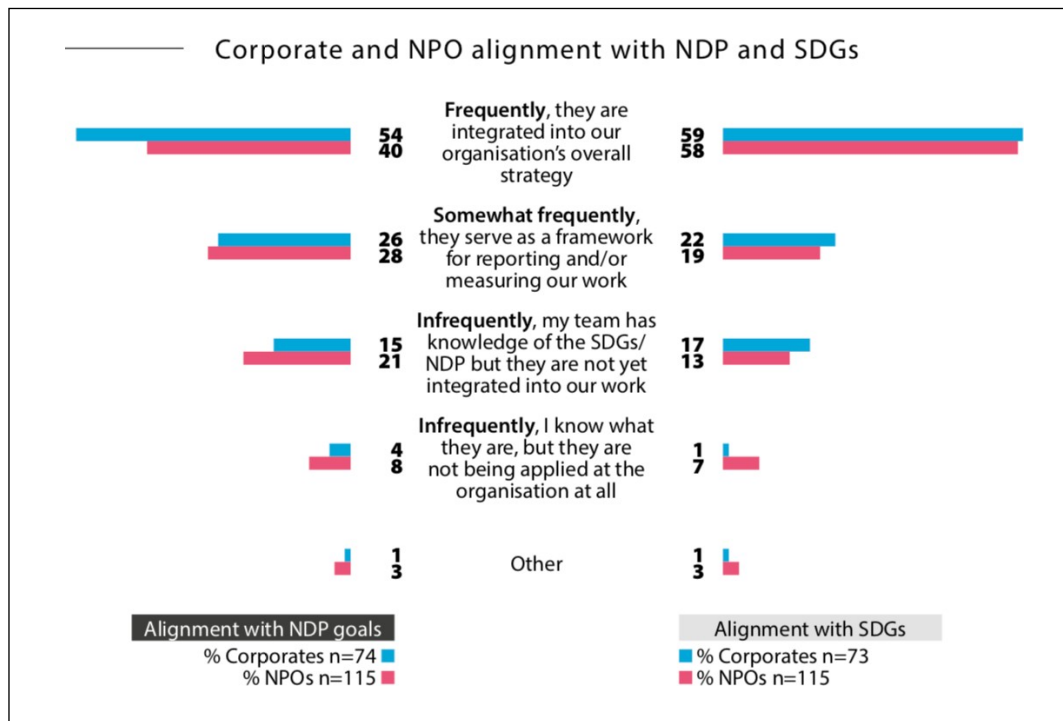 Corporate and NPO alignment with NDP and SDGs
54
40
Frequently, they are
integrated into our
organisation's overall
strategy
59
58
26
28
Somewhat frequently,
they serve as a framework
for reporting and/or
measuring our work
22
19
15
21
Infrequently, my team has
knowledge of the SDGs/
NDP but they are not yet
integrated into our work
17
13
4
8
Infrequently, I know what
they are, but they are
not being applied at the
organisation at all
1
7
1
3
Other
1
3
Alignment with NDP goals
% Corporates n=74
% NPOs n=115
Alignment with SDGs
% Corporates n=73
% NPOs n=115